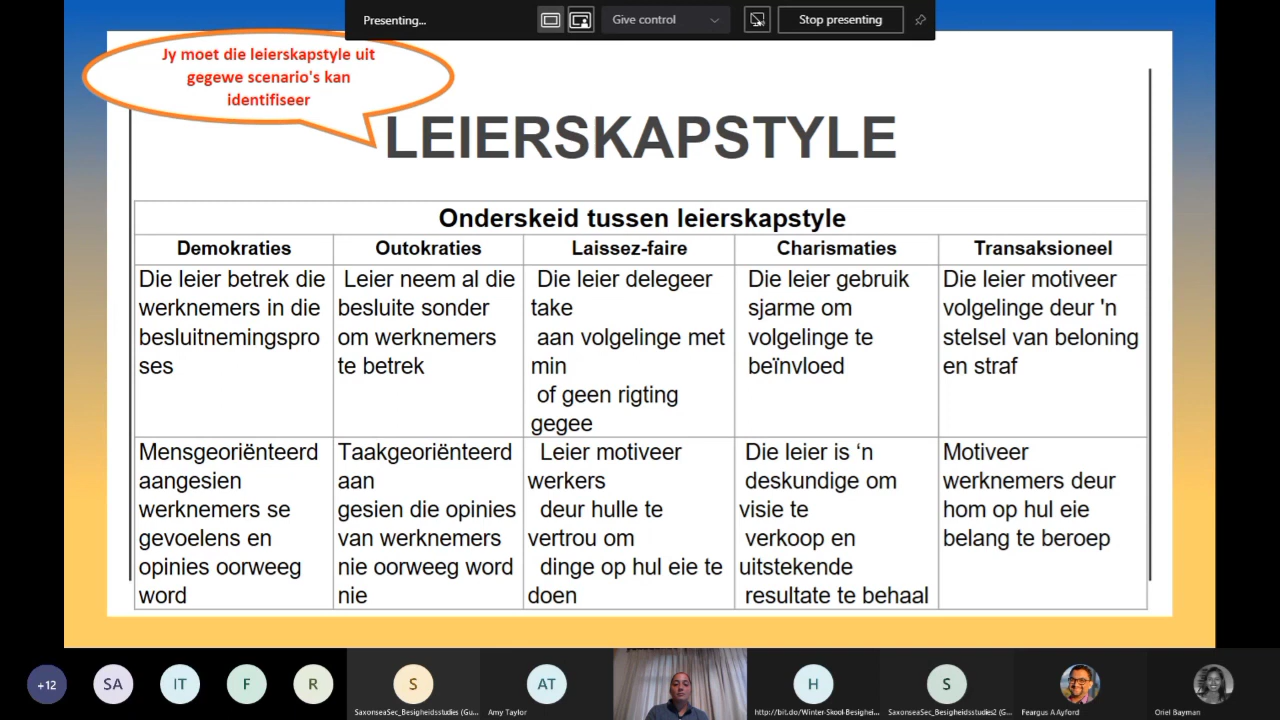 Presenting...
Give control
Stop presenting
Jy moet die leierskapstyle uit
gegewe scenario's kan
identifiseer
LEIERSKAPSTYLE
Onderskeid tussen leierskapstyle
Demokraties
Outokraties
Laissez-faire
Charismaties
Transaksioneel
Die leier betrek die
werknemers in die
besluitnemingspro
ses
Leier neem al die
besluite sonder
om werknemers
te betrek
Die leier delegeer
take
aan volgelinge met
min
of geen rigting
gegee
Die leier gebruik
sjarme om
volgelinge te
beïnvloed
Die leier motiveer
volgelinge deur 'n
stelsel van beloning
en straf
Mensgeoriënteerd
aangesien
werknemers se
gevoelens en
opinies oorweeg
word
Taakgeoriënteerd
aan
gesien die opinies
van werknemers
nie oorweeg word
nie
Leier motiveer
werkers
deur hulle te
vertrou om
dinge op hul eie te
doen
Die leier is ‘n
deskundige om
visie te
verkoop en
uitstekende
resultate te behaal
Motiveer
werknemers deur
hom op hul eie
belang te beroep
+12
SA
IT
F
R
S
AT
H
S
SaxonseaSec_Besigheidsstudies (Gu...
Amy Taylor
http://bit.do/Winter-Skool-Besighei...
SaxonseaSec_Besigheidsstudies2 (G...
Feargus A Ayford
Oriel Bayman